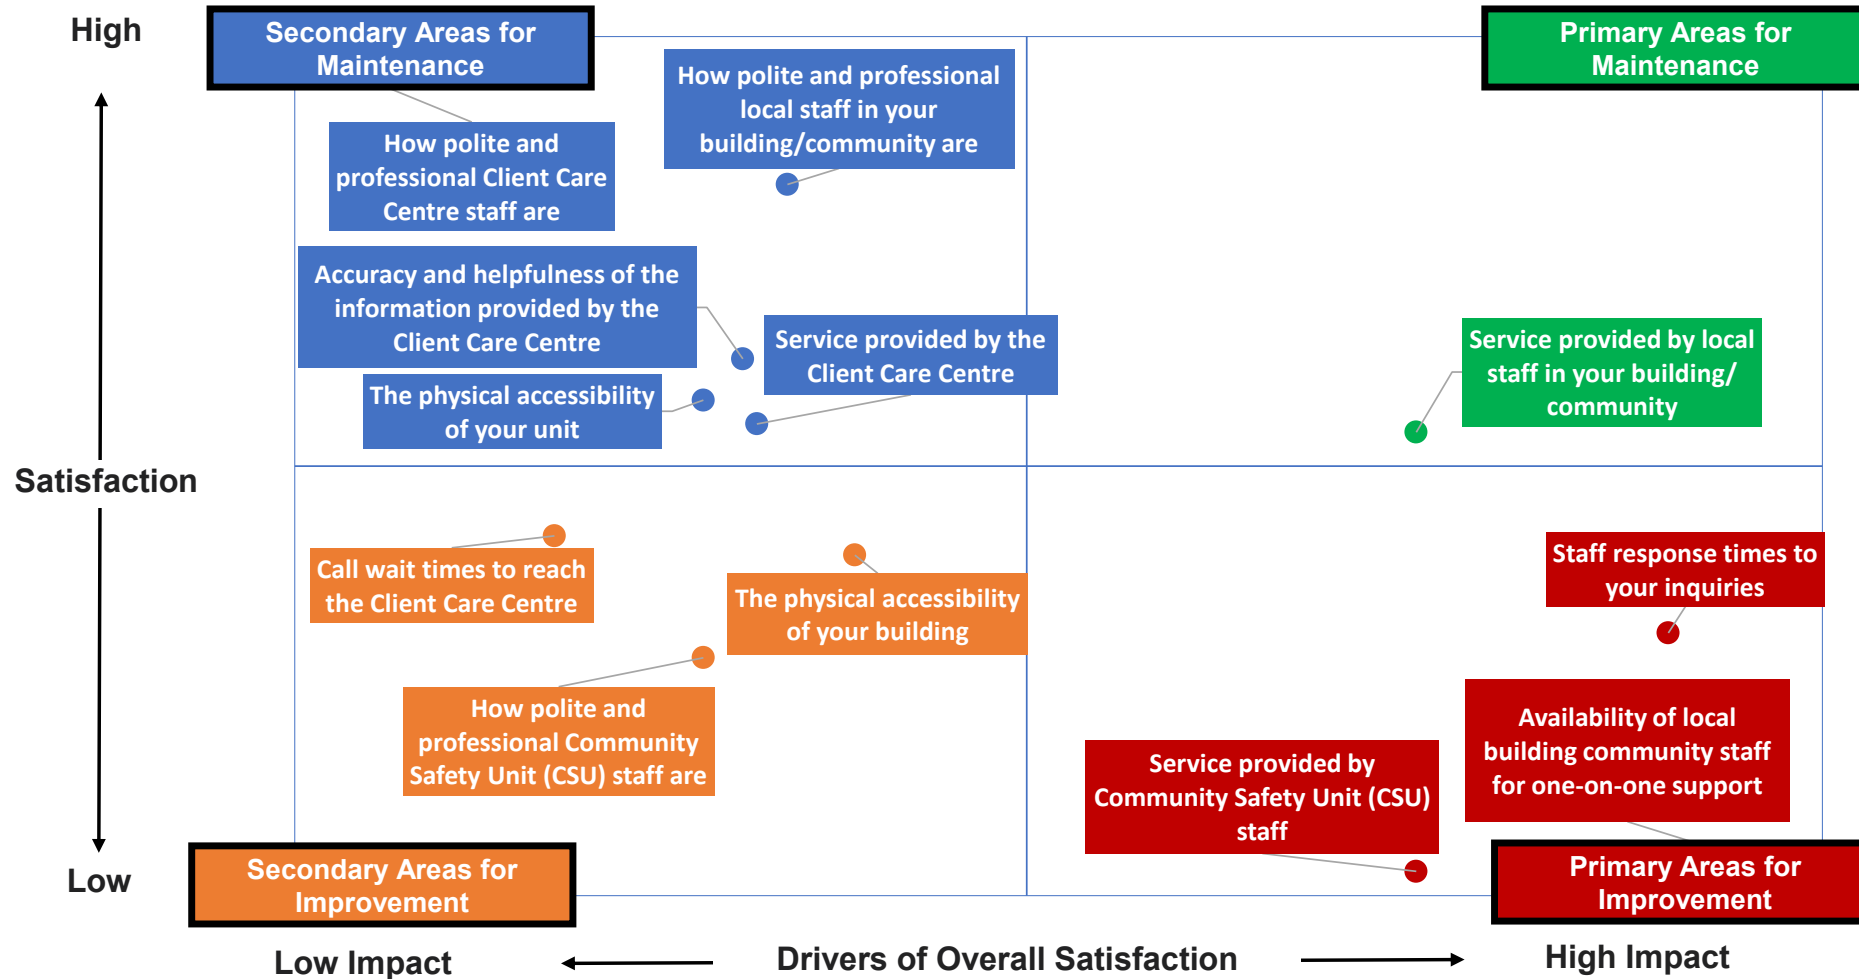 High
Secondary Areas for
Maintenance
Primary Areas for
Maintenance
How polite and professional
local staff in your
building/community are
How polite and
professional Client Care
Centre staff are
Accuracy and helpfulness of the
information provided by the
Client Care Centre
Service provided by the
Client Care Centre
Service provided by local
staff in your building/
community
The physical accessibility
of your unit
Satisfaction
Call wait times to reach
the Client Care Centre
The physical accessibility
of your building
Staff response times to
your inquiries
How polite and
professional Community
Safety Unit (CSU) staff are
Availability of local
building community staff
for one-on-one support
Service provided by
Community Safety Unit (CSU)
staff
Low
Secondary Areas for
Improvement
Primary Areas for
Improvement
Low Impact
Drivers of Overall Satisfaction
High Impact